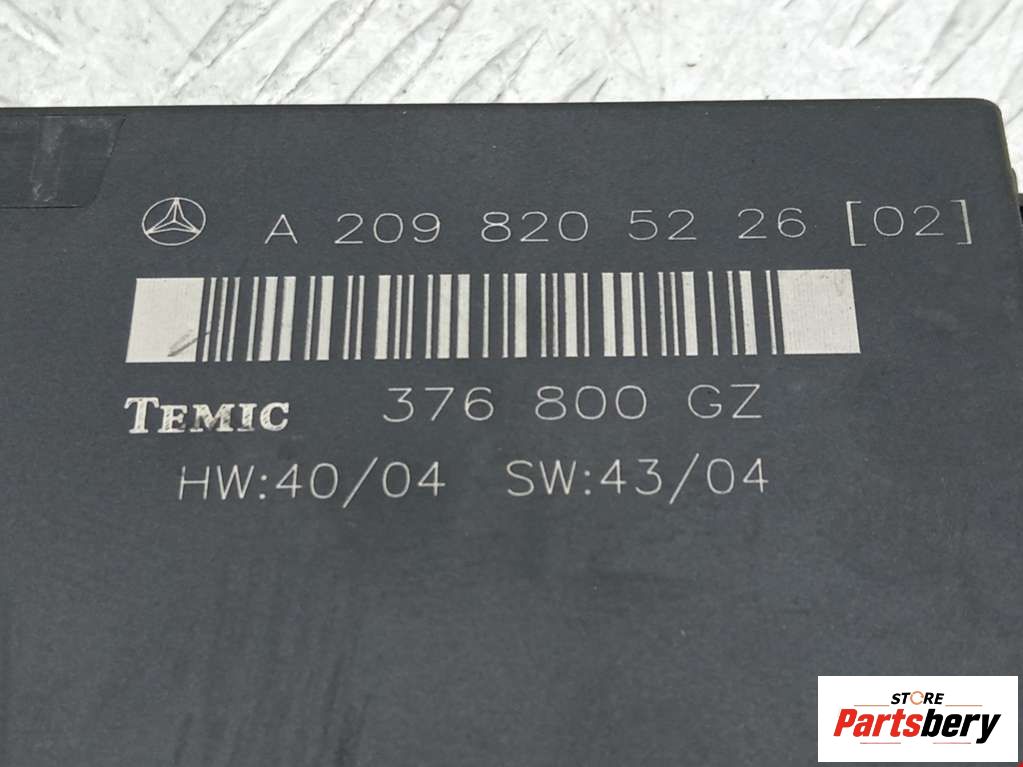 A 209 820 52 26 [02]
TEMIC 376 800 GZ
HW:40/04 SW:43/04
STORE
Partsbery